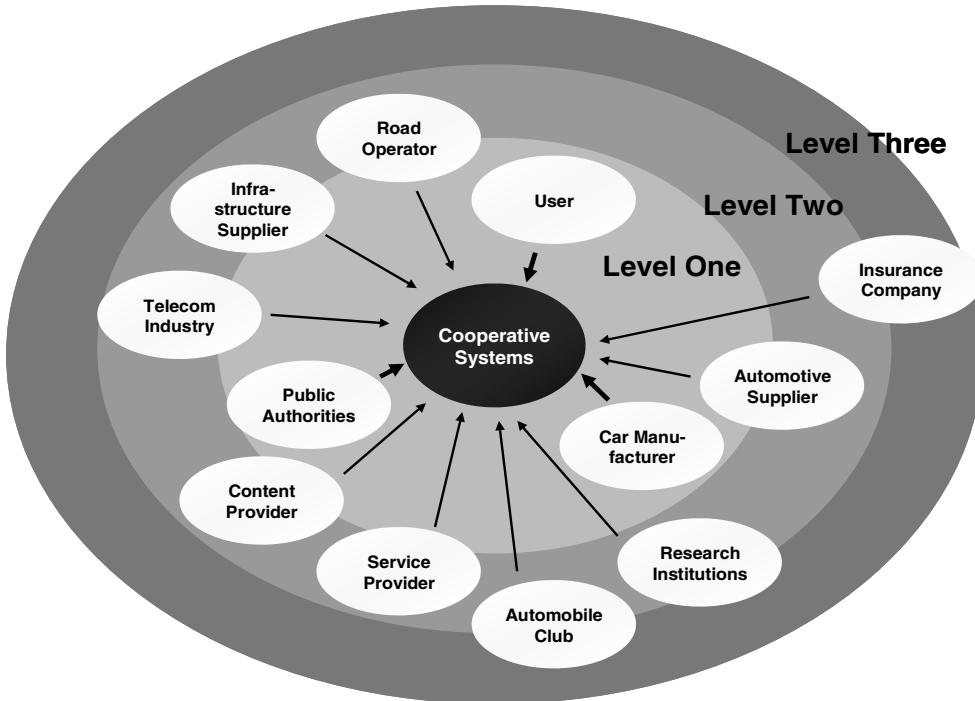 Road
Operator
Level Three
Infra-
structure
Supplier
User
Level Two
Level One
Insurance
Company
Telecom
Industry
Cooperative
Systems
Automotive
Supplier
Public
Authorities
Car Manu-
facturer
Content
Provider
Service
Provider
Research
Institutions
Automobile
Club